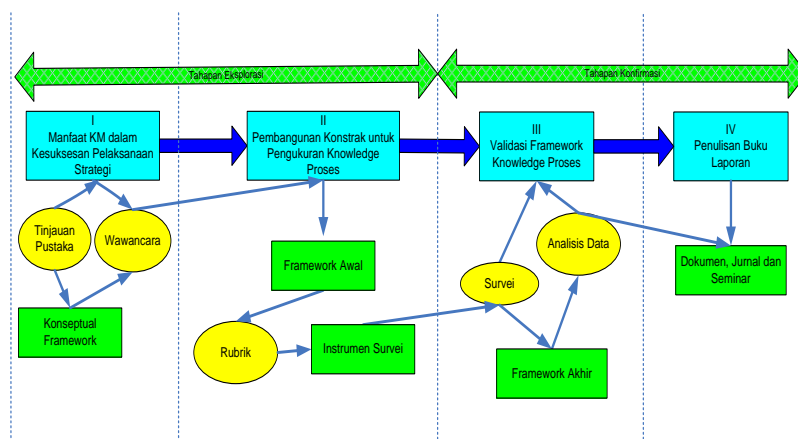 Tahapan Eksplorasi
Tahapan Konfirmasi
I
Manfaat KM dalam
Kesuksesan Pelaksanaan
Strategi
II
Pembangunan Konstrak untuk
Pengukuran Knowledge
Proses
III
Validasi Framework
Knowledge Proses
IV
Penulisan Buku
Laporan
Tinjauan
Pustaka
Wawancara
Analisis Data
Framework Awal
Dokumen, Jurnal dan
Seminar
Survei
Konseptual
Framework
Rubrik
Instrumen Survei
Framework Akhir